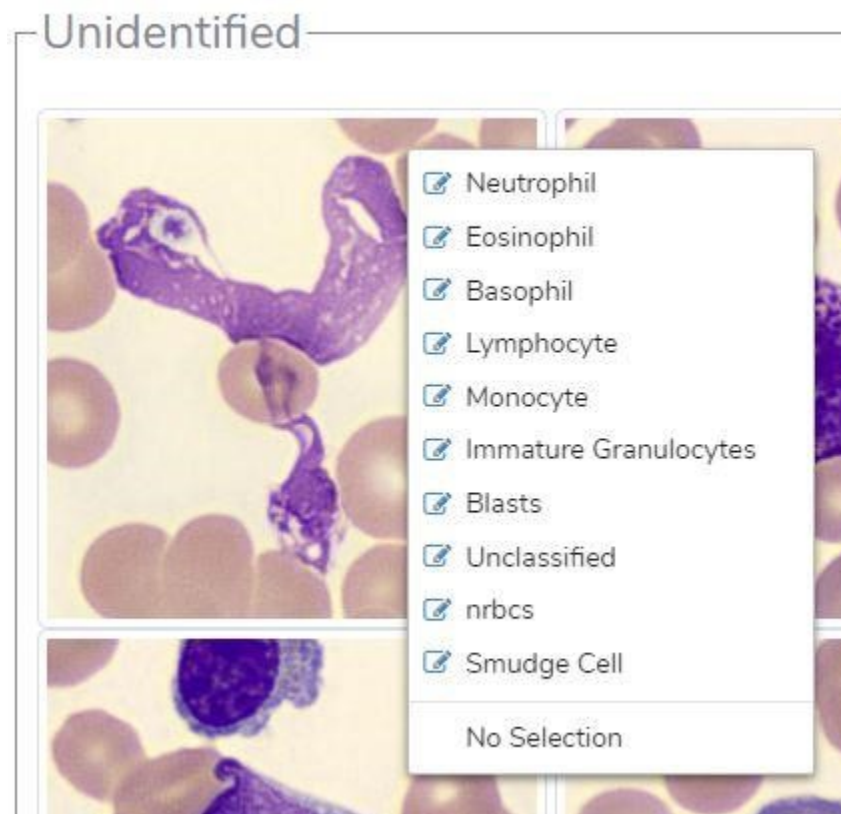 Unidentified
Neutrophil
Eosinophil
Basophil
Lymphocyte
Monocyte
Immature Granulocytes
Blasts
Unclassified
nrbcs
Smudge Cell
No Selection